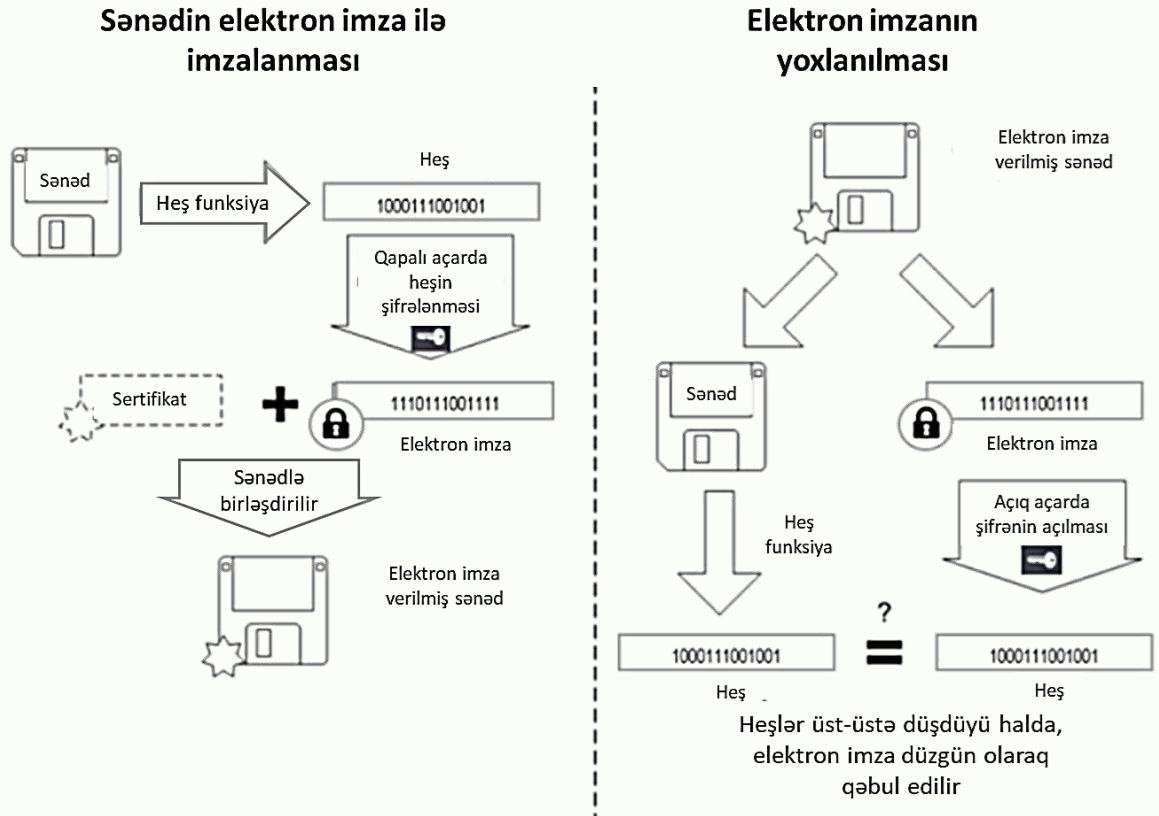 Sənədin elektron imza ilə
imzalanması
Sənəd
Heş funksiya
Heş
1000111001001
Qapalı açarda
heşin
şifrələnməsi
Sertifikat
+
1110111001111
Elektron imza
Sənədlə
birləşdirilir
Elektron imza
verilmiş sənəd
Elektron imzanın
yoxlanılması
Elektron imza
verilmiş sənəd
Sənəd
1110111001111
Elektron imza
Heş
funksiya
Açıq açarda
şifrənin açılması
?
1000111001001
=
1000111001001
Heş
Heş
Heşlər üst-üstə düşdüyü halda,
elektron imza düzgün olaraq
qəbul edilir